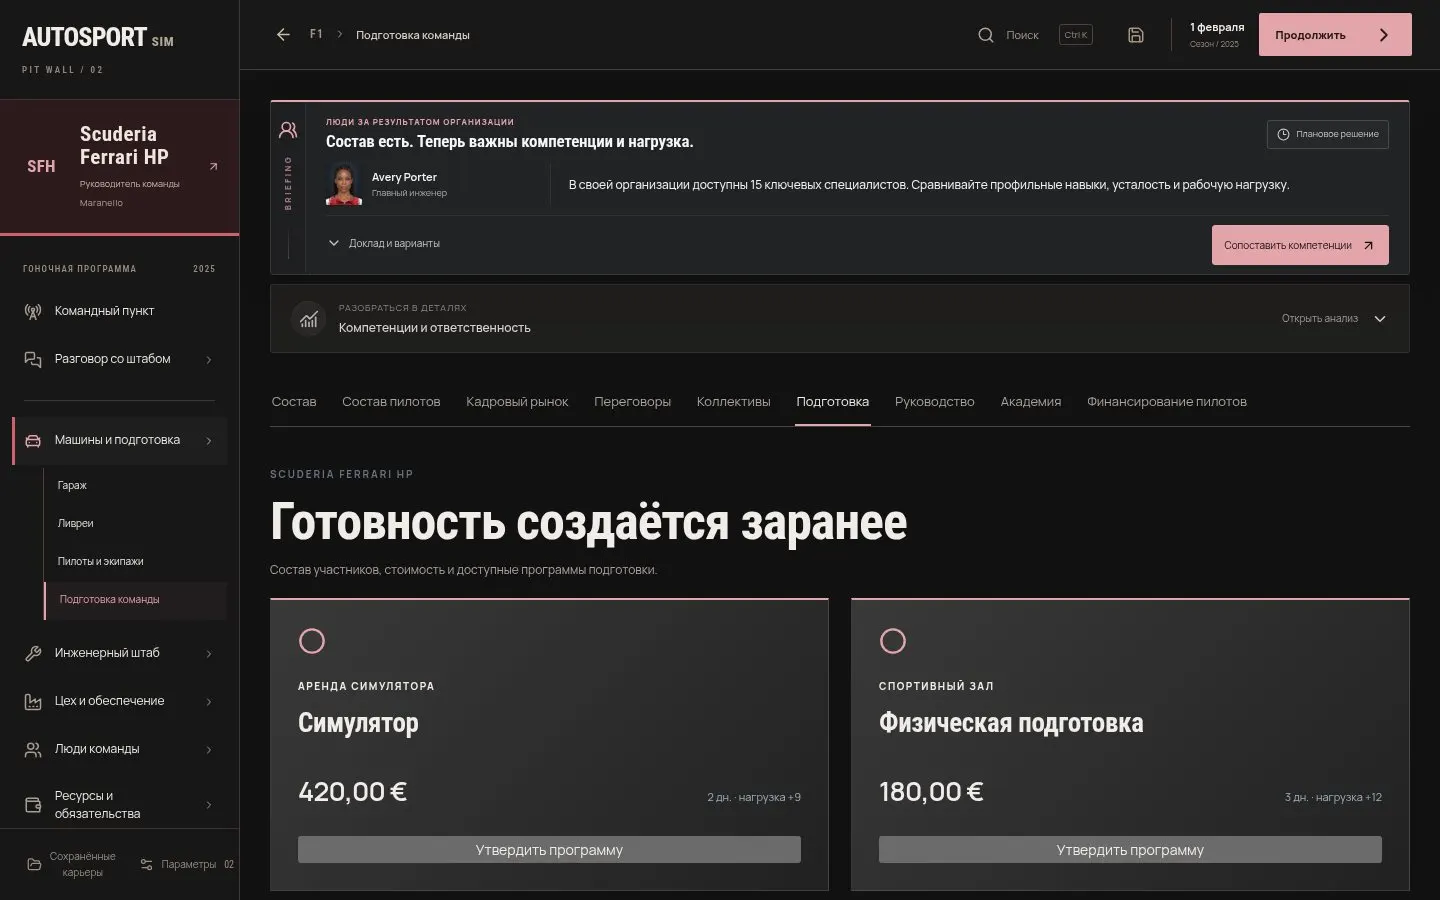 AUTOSPORT SIM
PIT WALL / 02
SFH
Scuderia
Ferrari HP
Руководитель команды
Maranello
ГОНОЧНАЯ ПРОГРАММА 2025
Командный пункт
Разговор со штабом
Машины и подготовка
Гараж
Ливреи
Пилоты и экипажи
Подготовка команды
Инженерный штаб
Цех и обеспечение
Люди команды
Ресурсы и
обязательства
Сохранённые
карьеры
Параметры 02
F1 Подготовка команды
Поиск Ctrl K
1 февраля
Сезон / 2025
Продолжить
BRIEFING
ЛЮДИ ЗА РЕЗУЛЬТАТОМ ОРГАНИЗАЦИИ
Состав есть. Теперь важны компетенции и нагрузка.
Плановое решение
Avery Porter
Главный инженер
В своей организации доступны 15 ключевых специалистов. Сравнивайте профильные навыки, усталость и рабочую нагрузку.
Доклад и варианты
Сопоставить компетенции
РАЗОБРАТЬСЯ В ДЕТАЛЯХ
Компетенции и ответственность
Открыть анализ
Состав Состав пилотов Кадровый рынок Переговоры Коллективы Подготовка Руководство Академия Финансирование пилотов
SCUDERIA FERRARI HP
Готовность создаётся заранее
Состав участников, стоимость и доступные программы подготовки.
АРЕНДА СИМУЛЯТОРА
Симулятор
420,00 €
2 дн. · нагрузка +9
Утвердить программу
СПОРТИВНЫЙ ЗАЛ
Физическая подготовка
180,00 €
3 дн. · нагрузка +12
Утвердить программу